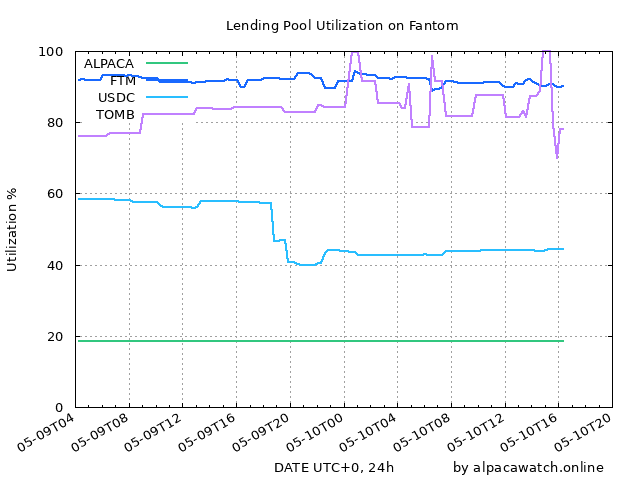 Lending Pool Utilization on Fantom
ALPACA
FTM
USDC
TOMB
100
80
60
40
20
0
Utilization %
05-09T04
05-09T08
05-09T12
05-09T16
05-09T20
05-10T00
05-10T04
05-10T08
05-10T12
05-10T16
05-10T20
DATE UTC+0, 24h
by alpacawatch.online